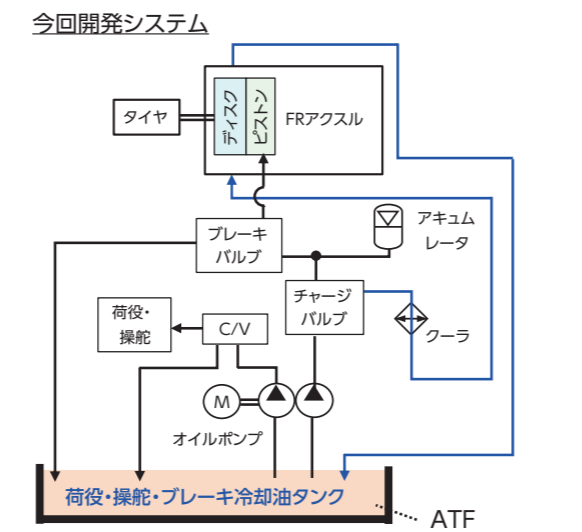 今回開発システム
タイヤ
ディスク
ピストン
FRアクスル
ブレーキ
バルブ
アキュム
レータ
チャージ
バルブ
クーラ
荷役・
操舵
C/V
M
オイルポンプ
荷役・操舵・ブレーキ冷却油タンク
ATF